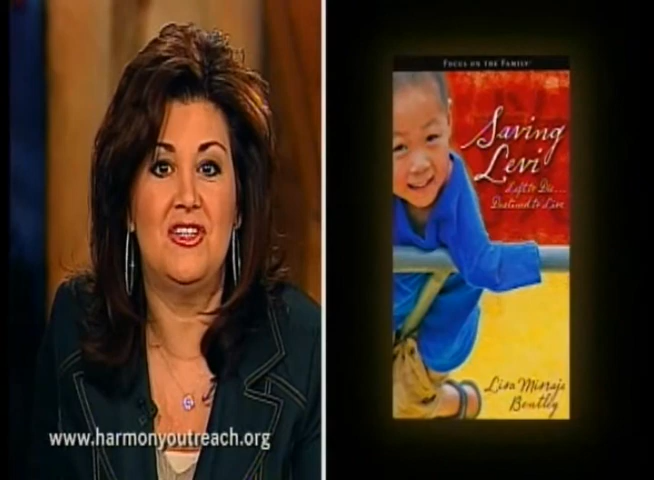 www.harmonyoutreach.org
FOCUS ON THE FAMILY®
Saving
Levi
Left to Die...
Destined to Live
Lisa Misraje
Bentley